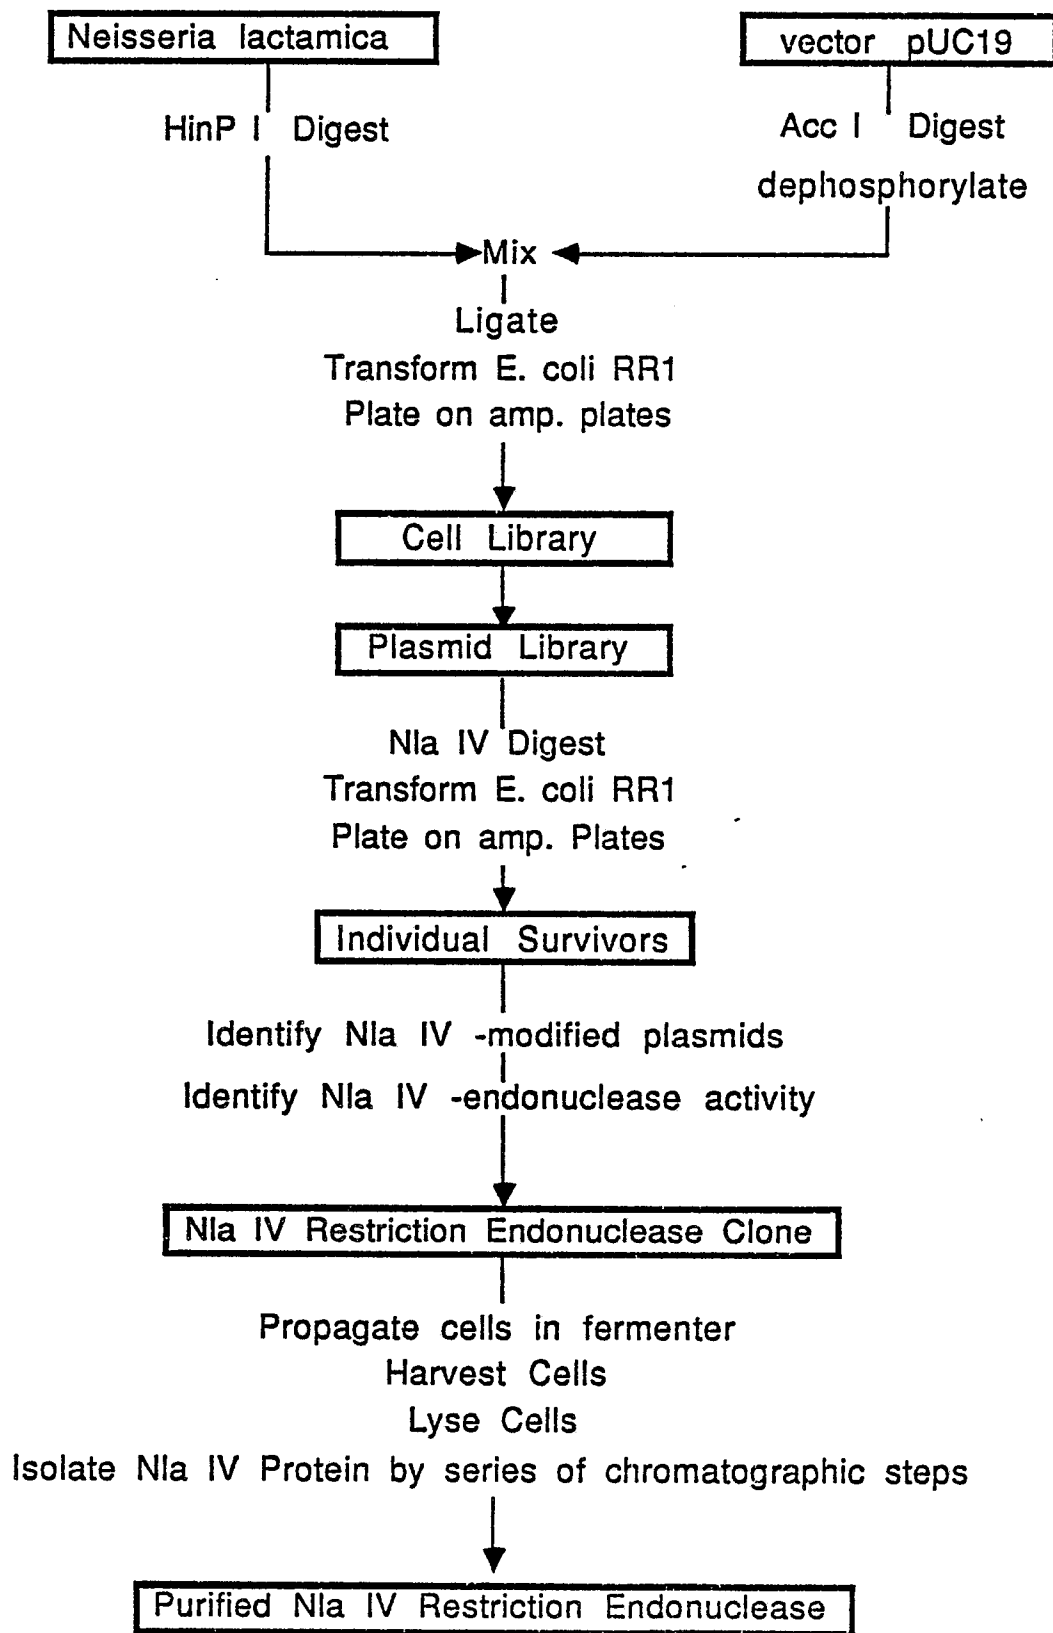 Neisseria lactamica
vector pUC19
HinP I Digest
Acc I Digest
dephosphorylate
Mix
Ligate
Transform E. coli RR1
Plate on amp. plates
Cell Library
Plasmid Library
Nla IV Digest
Transform E. coli RR1
Plate on amp. Plates
Individual Survivors
Identify Nla IV -modified plasmids
Identify Nla IV -endonuclease activity
Nla IV Restriction Endonuclease Clone
Propagate cells in fermenter
Harvest Cells
Lyse Cells
Isolate Nla IV Protein by series of chromatographic steps
Purified Nla IV Restriction Endonuclease